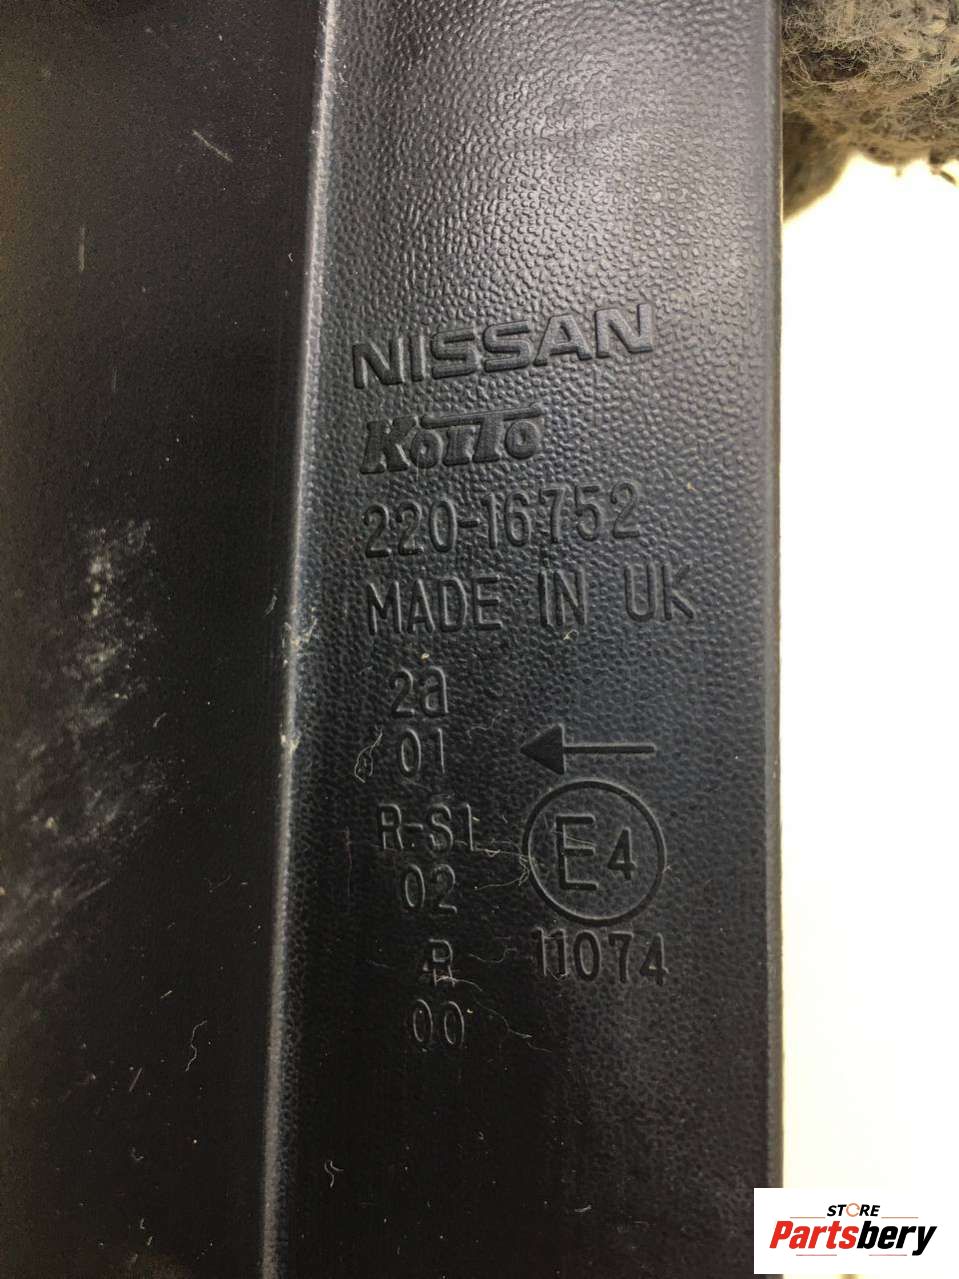 NISSAN
KOITO
220-16752
MADE IN UK
2a
01
R-S1
02
E4
R
11074
00
STORE
Partsbery